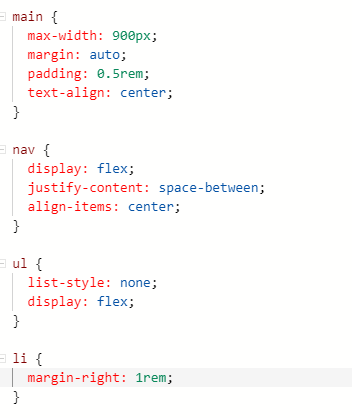 main {
max-width: 900px;
margin: auto;
padding: 0.5rem;
text-align: center;
}
nav {
display: flex;
justify-content: space-between;
align-items: center;
}
ul {
list-style: none;
display: flex;
}
li {
margin-right: 1rem;
}